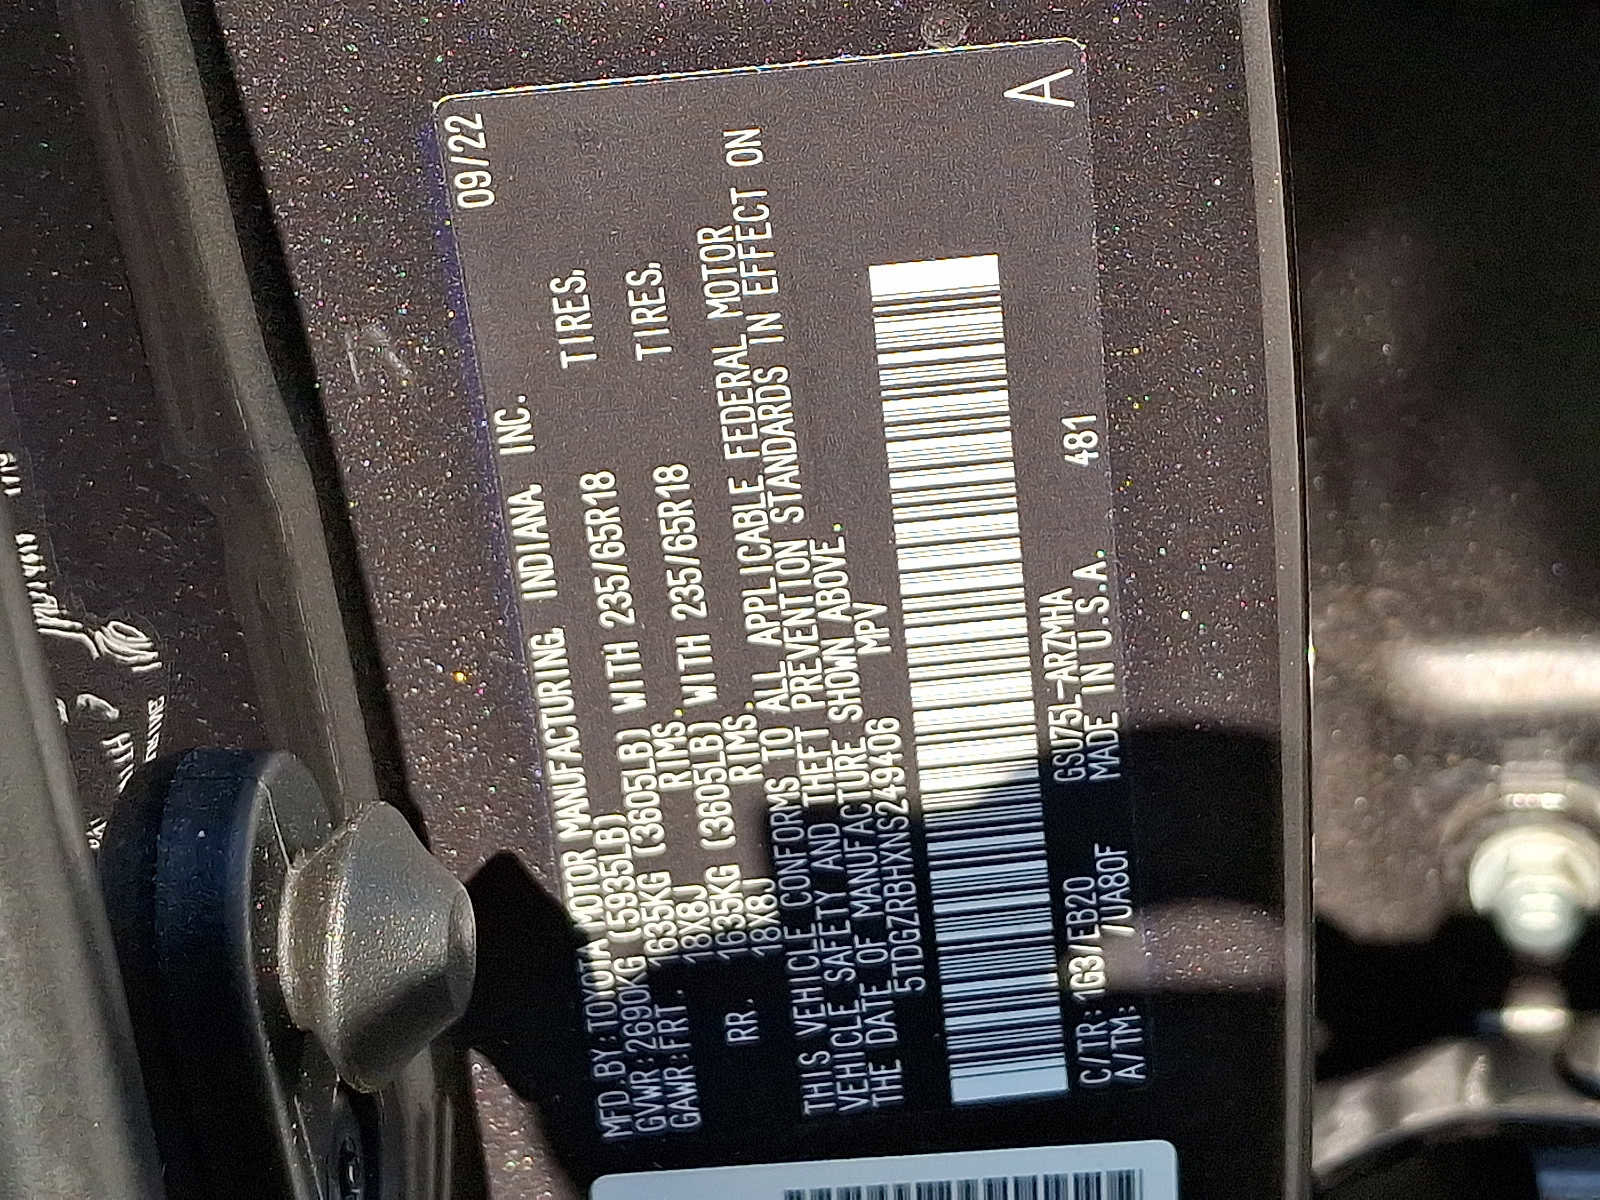 09/22
MFD.BY:TOYOTA MOTOR MANUFACTURING, INDIANA, INC.
GVWR:2690KG (5935LB)
GAWR:FRT. 1635KG (3605LB) WITH 235/65R18 TIRES,
18X8J RIMS.
RR. 1635KG (3605LB) WITH 235/65R18 TIRES,
18X8J RIMS.
THIS VEHICLE CONFORMS TO ALL APPLICABLE FEDERAL MOTOR
VEHICLE SAFETY AND THEFT PREVENTION STANDARDS IN EFFECT ON
THE DATE OF MANUFACTURE SHOWN ABOVE.
5TDGZRBHXNS249406 MPV
C/TR:1G3/EB20 GSU75L-ARZMHA
A/TM: /UA80F MADE IN U.S.A. 481
A